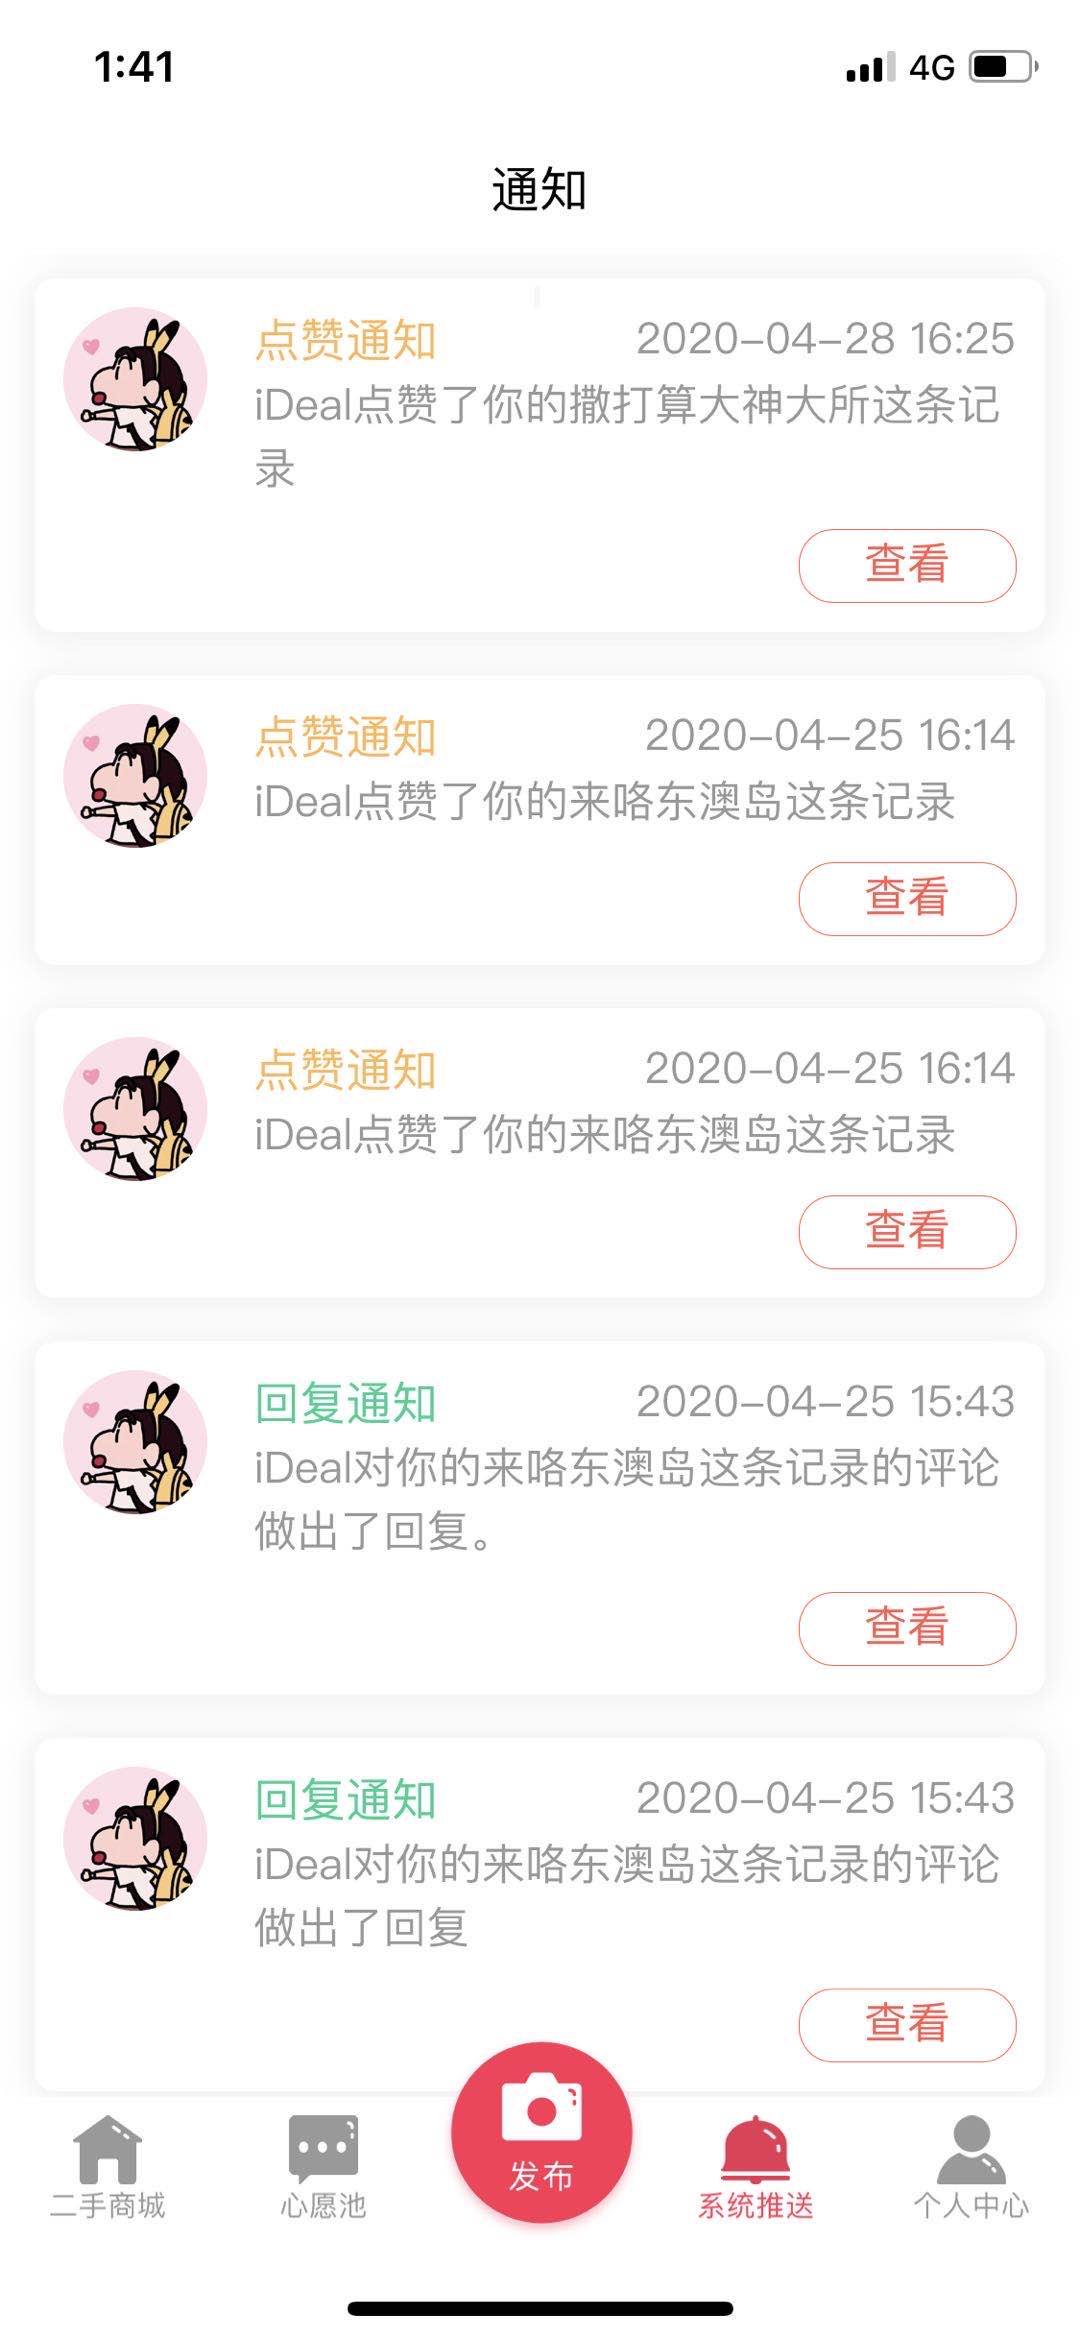 1:41
4G
通知
点赞通知 2020-04-28 16:25
iDeal点赞了你的撒打算大神大所这条记
录
查看
点赞通知 2020-04-25 16:14
iDeal点赞了你的来咯东澳岛这条记录
查看
点赞通知 2020-04-25 16:14
iDeal点赞了你的来咯东澳岛这条记录
查看
回复通知 2020-04-25 15:43
iDeal对你的来咯东澳岛这条记录的评论
做出了回复。
查看
回复通知 2020-04-25 15:43
iDeal对你的来咯东澳岛这条记录的评论
做出了回复
查看
二手商城 心愿池 发布 系统推送 个人中心